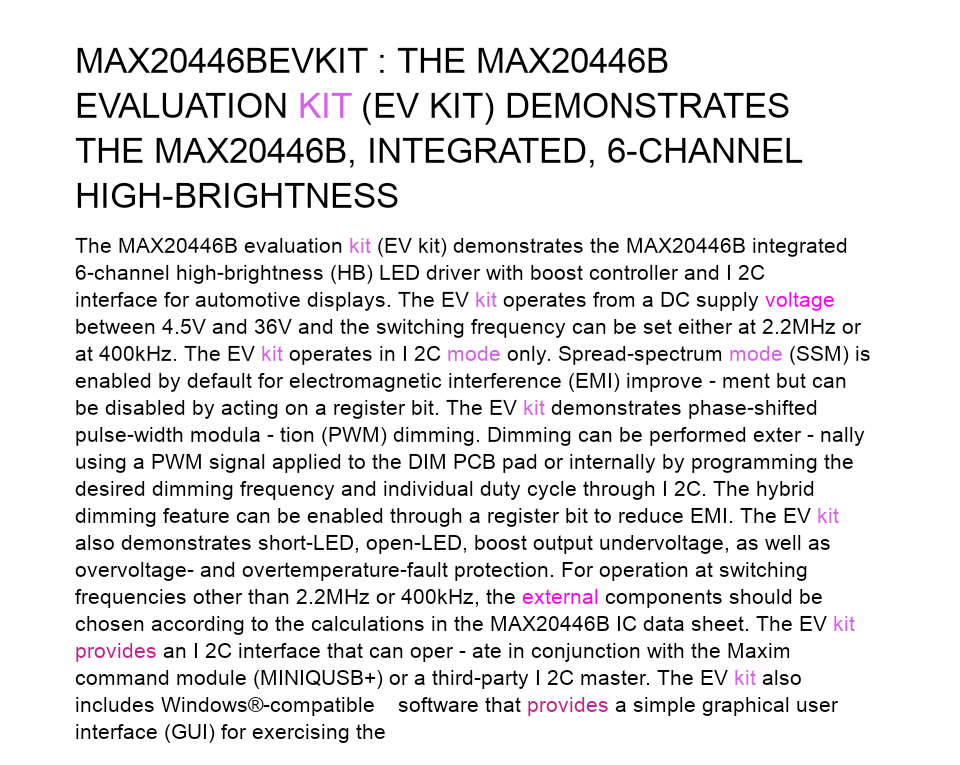 MAX20446BEVKIT : THE MAX20446B
EVALUATION KIT (EV KIT) DEMONSTRATES
THE MAX20446B, INTEGRATED, 6-CHANNEL
HIGH-BRIGHTNESS
The MAX20446B evaluation kit (EV kit) demonstrates the MAX20446B integrated
6-channel high-brightness (HB) LED driver with boost controller and I 2C
interface for automotive displays. The EV kit operates from a DC supply voltage
between 4.5V and 36V and the switching frequency can be set either at 2.2MHz or
at 400kHz. The EV kit operates in I 2C mode only. Spread-spectrum mode (SSM) is
enabled by default for electromagnetic interference (EMI) improve - ment but can
be disabled by acting on a register bit. The EV kit demonstrates phase-shifted
pulse-width modula - tion (PWM) dimming. Dimming can be performed exter - nally
using a PWM signal applied to the DIM PCB pad or internally by programming the
desired dimming frequency and individual duty cycle through I 2C. The hybrid
dimming feature can be enabled through a register bit to reduce EMI. The EV kit
also demonstrates short-LED, open-LED, boost output undervoltage, as well as
overvoltage- and overtemperature-fault protection. For operation at switching
frequencies other than 2.2MHz or 400kHz, the external components should be
chosen according to the calculations in the MAX20446B IC data sheet. The EV kit
provides an I 2C interface that can oper - ate in conjunction with the Maxim
command module (MINIQUSB+) or a third-party I 2C master. The EV kit also
includes Windows®-compatible    software that provides a simple graphical user
interface (GUI) for exercising the